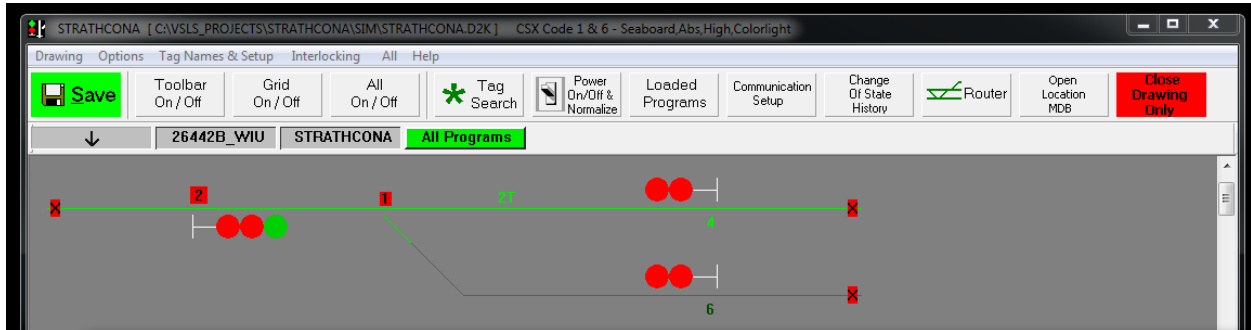 STRATHCONA [ C:\VSLS_PROJECTS\STRATHCONA\SIM\STRATHCONA.D2K ] CSX Code 1 & 6 - Seaboard,Abs,High,Colorlight
Drawing Options Tag Names & Setup Interlocking All Help
Save
Toolbar
On / Off
Grid
On / Off
All
On / Off
Tag
Search
Power
On/Off &
Normalize
Loaded
Programs
Communication
Setup
Change
Of State
History
Router
Open
Location
MDB
Close
Drawing
Only
26442B_WIU STRATHCONA All Programs
2
1
2T
4
6